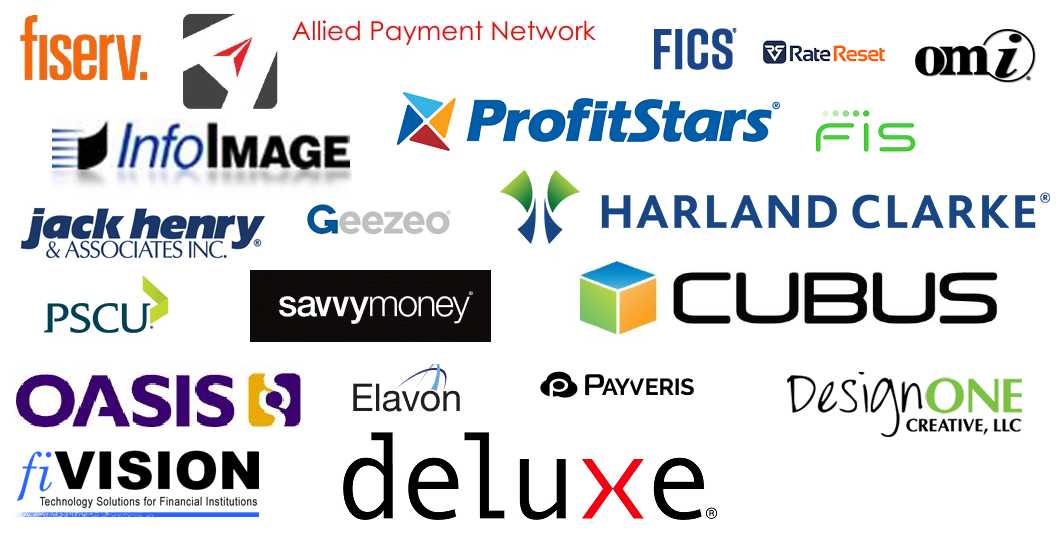 fiserv.
Allied Payment Network
FICS®
RateReset
omi®
InfoIMAGE
ProfitStars®
FIS
jack henry®
& ASSOCIATES INC.
Geezeo®
HARLAND CLARKE®
PSCU®
savvymoney®
CUBUS
OASIS
Elavon
PAYVERIS
DesignONE
CREATIVE, LLC
fiVISION
Technology Solutions for Financial Institutions
deluxe®